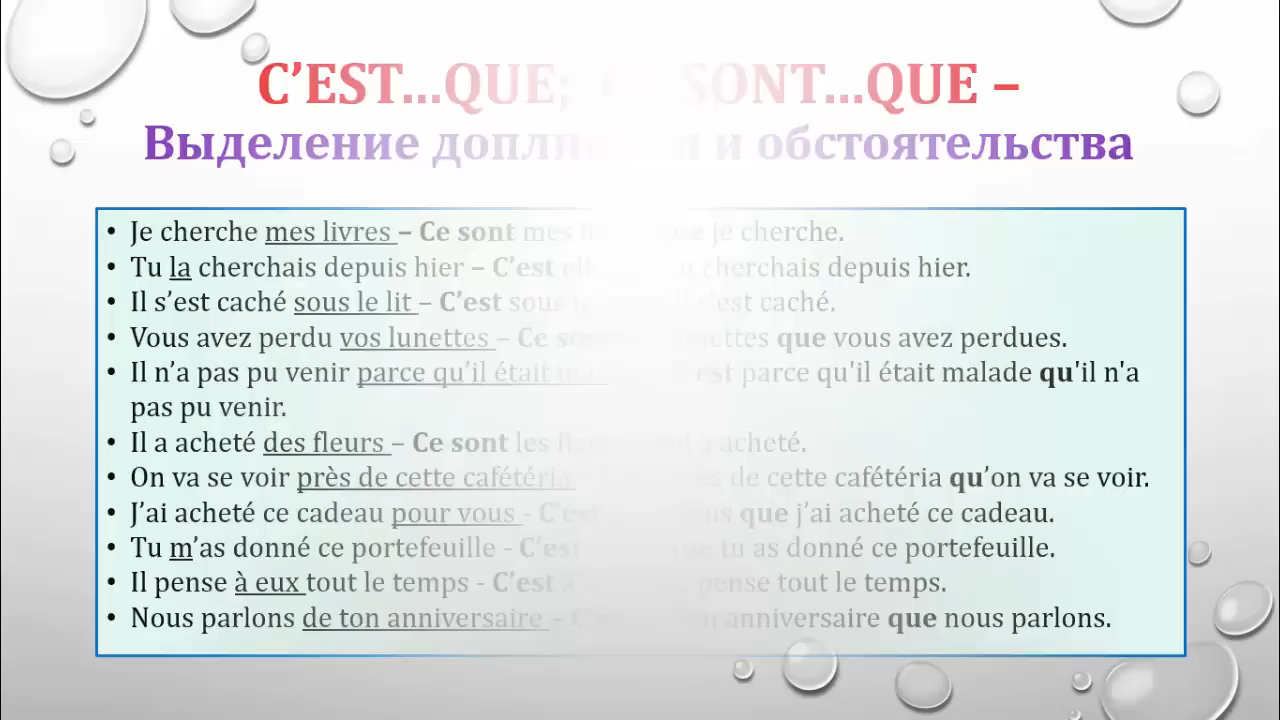 C’EST…QUE; CE SONT…QUE –
Выделение и обстоятельства
• Je cherche mes livres – Ce sont mes je cherche.
• Tu la cherchais depuis hier – C’est elle cherchais depuis hier.
• Il s’est caché sous le lit – C’est sous s’est caché.
• Vous avez perdu vos lunettes – Ce sont lunettes que vous avez perdues.
• Il n’a pas pu venir parce qu’il était C’est parce qu'il était malade qu'il n'a
pas pu venir.
• Il a acheté des fleurs – Ce sont les fleurs a acheté.
• On va se voir près de cette cafétéria de cette cafétéria qu’on va se voir.
• J’ai acheté ce cadeau pour vous - C’est que j’ai acheté ce cadeau.
• Tu m’as donné ce portefeuille - C’est que tu as donné ce portefeuille.
• Il pense à eux tout le temps - C’est à pense tout le temps.
• Nous parlons de ton anniversaire – anniversaire que nous parlons.